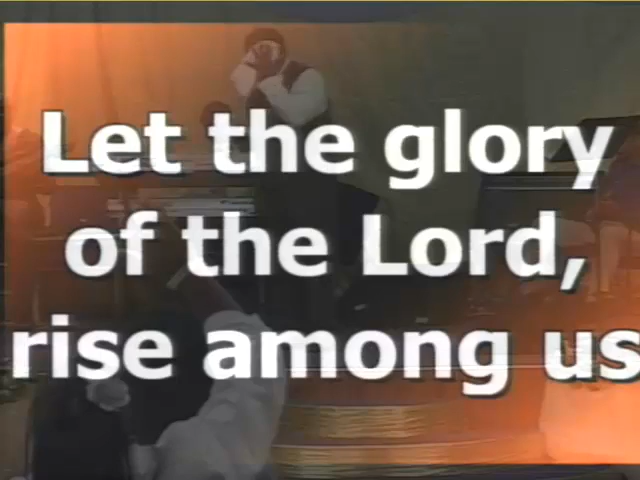 Let the glory
of the Lord,
rise among us